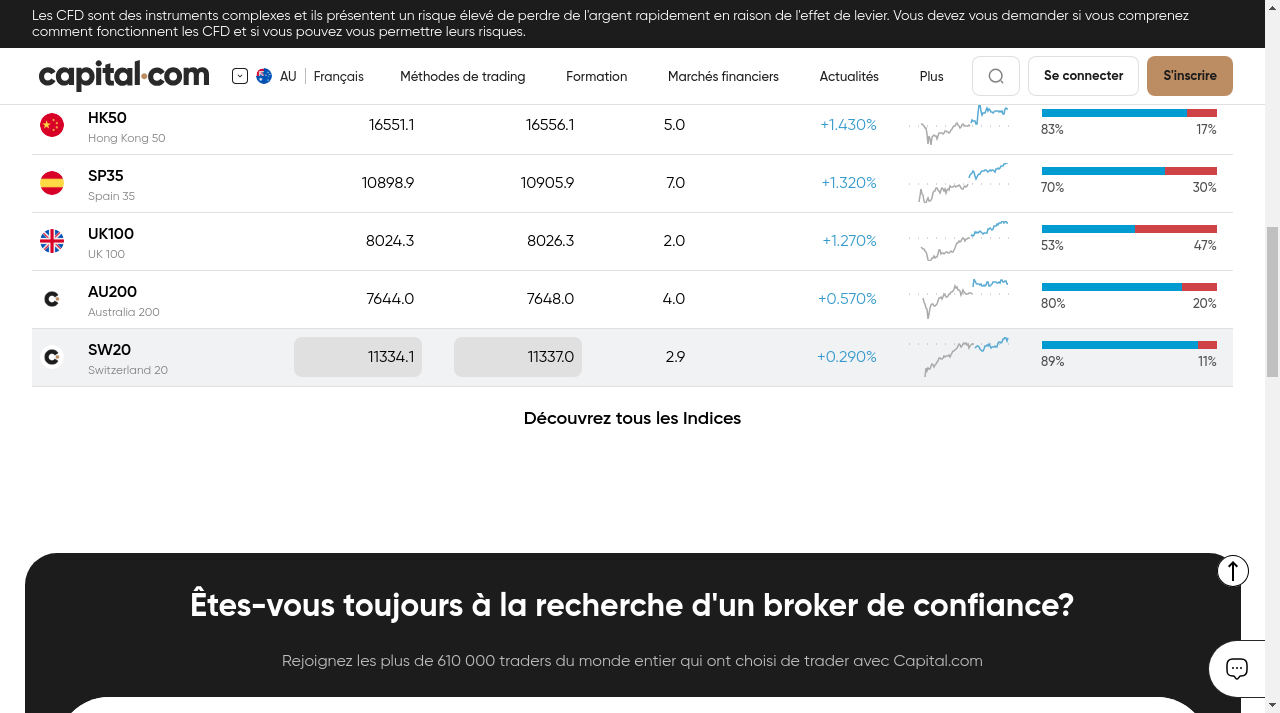 Les CFD sont des instruments complexes et ils présentent un risque élevé de perdre de l'argent rapidement en raison de l'effet de levier. Vous devez vous demander si vous comprenez
comment fonctionnent les CFD et si vous pouvez vous permettre leurs risques.
capital.com AU Français Méthodes de trading Formation Marchés financiers Actualités Plus Se connecter S'inscrire
HK50 16551.1 16556.1 5.0 +1.430%
Hong Kong 50 83% 17%
SP35 10898.9 10905.9 7.0 +1.320%
Spain 35 70% 30%
UK100 8024.3 8026.3 2.0 +1.270%
UK 100 53% 47%
AU200 7644.0 7648.0 4.0 +0.570%
Australia 200 80% 20%
SW20 11334.1 11337.0 2.9 +0.290%
Switzerland 20 89% 11%
Découvrez tous les Indices
Êtes-vous toujours à la recherche d'un broker de confiance?
Rejoignez les plus de 610 000 traders du monde entier qui ont choisi de trader avec Capital.com